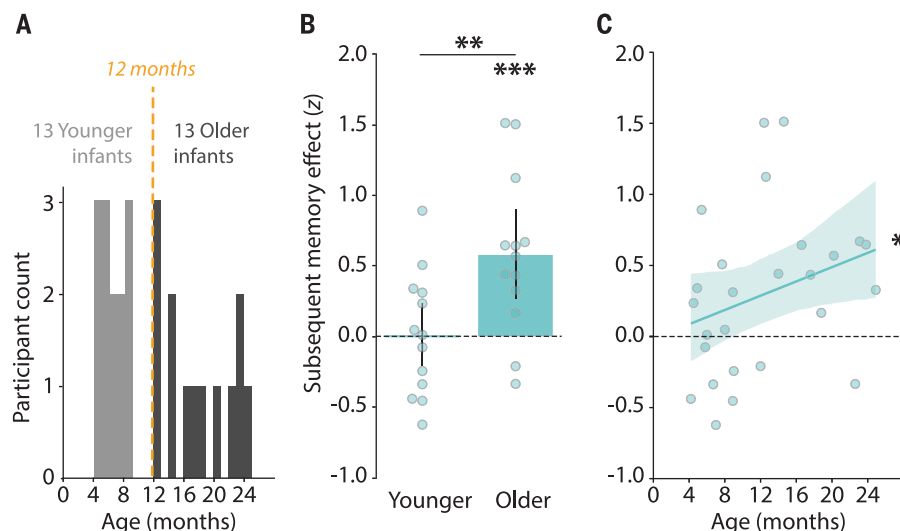 A
12 months
13 Younger
infants
13 Older
infants
Participant count
3
2
1
0
0 4 8 12 16 20 24
Age (months)
B
**
***
Subsequent memory effect (z)
2.0
1.5
1.0
0.5
0.0
-0.5
-1.0
Younger Older
C
2.0
1.5
1.0
0.5
0.0
-0.5
-1.0
*
0 4 8 12 16 20 24
Age (months)